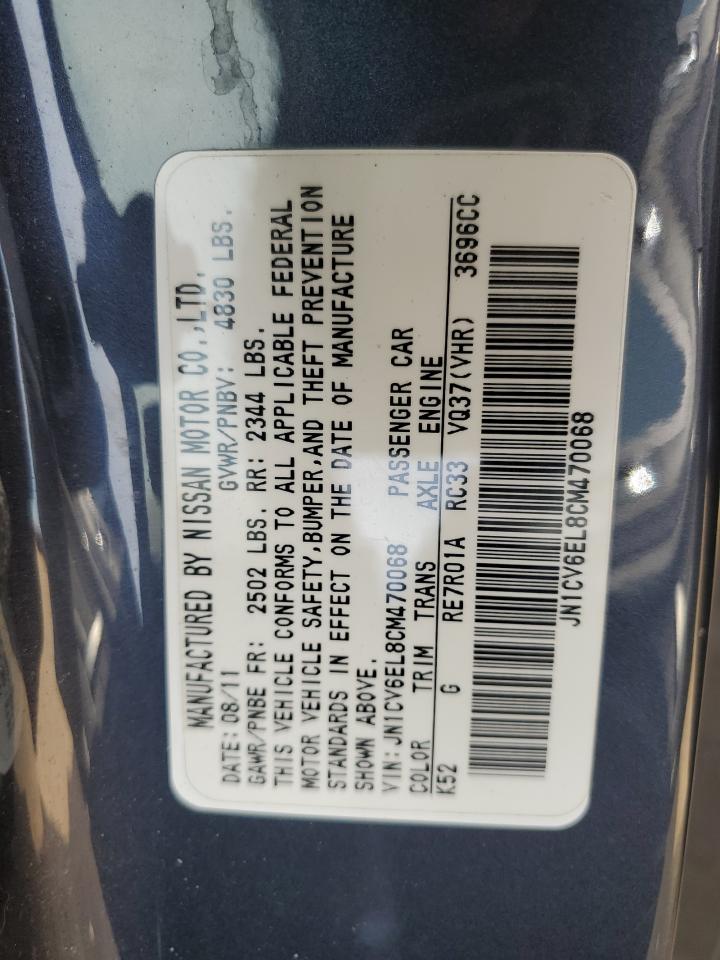 MANUFACTURED BY NISSAN MOTOR CO.,LTD.
DATE: 08/11 GVWR/PNBV: 4830 LBS.
GAWR/PNBE FR: 2502 LBS. RR: 2344 LBS.
THIS VEHICLE CONFORMS TO ALL APPLICABLE FEDERAL
MOTOR VEHICLE SAFETY,BUMPER,AND THEFT PREVENTION
STANDARDS IN EFFECT ON THE DATE OF MANUFACTURE
SHOWN ABOVE.
VIN: JN1CV6EL8CM470068 PASSENGER CAR
COLOR TRIM TRANS AXLE ENGINE
K52 G RE7R01A RC33 VQ37(VHR) 3696CC
JN1CV6EL8CM470068